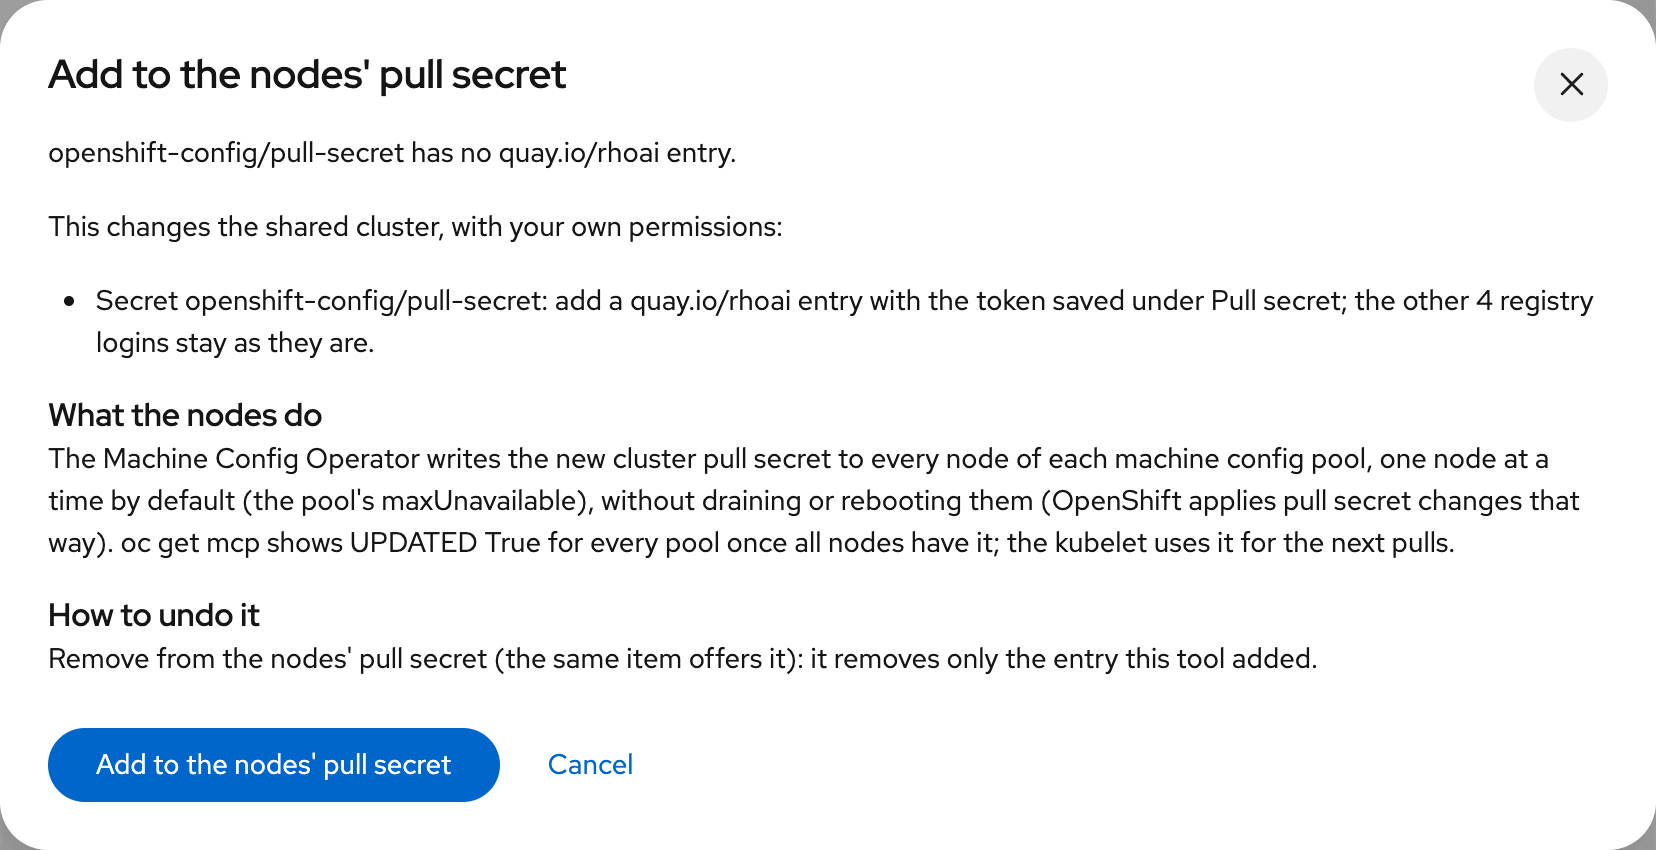 Add to the nodes' pull secret
openshift-config/pull-secret has no quay.io/rhoai entry.
This changes the shared cluster, with your own permissions:
• Secret openshift-config/pull-secret: add a quay.io/rhoai entry with the token saved under Pull secret; the other 4 registry
logins stay as they are.
What the nodes do
The Machine Config Operator writes the new cluster pull secret to every node of each machine config pool, one node at a
time by default (the pool's maxUnavailable), without draining or rebooting them (OpenShift applies pull secret changes that
way). oc get mcp shows UPDATED True for every pool once all nodes have it; the kubelet uses it for the next pulls.
How to undo it
Remove from the nodes' pull secret (the same item offers it): it removes only the entry this tool added.
Add to the nodes' pull secret
Cancel